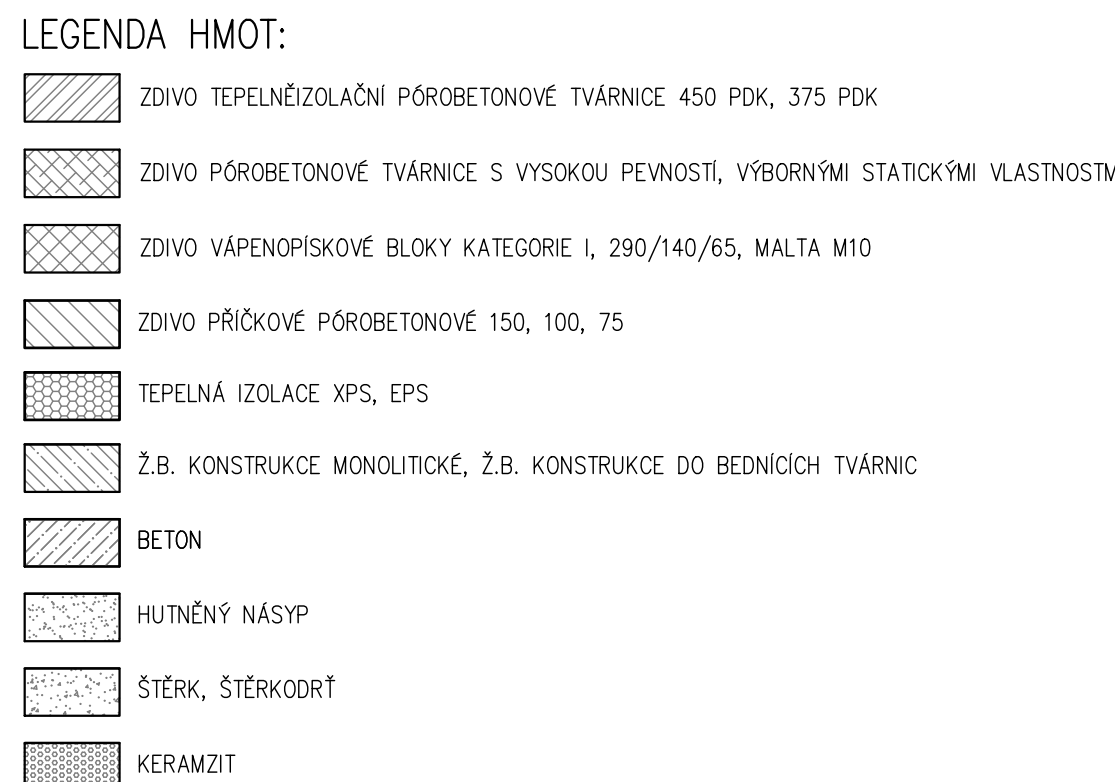 LEGENDA HMOT:
ZDIVO TEPELNĚIZOLAČNÍ PÓROBETONOVÉ TVÁRNICE 450 PDK, 375 PDK
ZDIVO PÓROBETONOVÉ TVÁRNICE S VYSOKOU PEVNOSTÍ, VÝBORNÝMI STATICKÝMI VLASTNOSTM
ZDIVO VÁPENOPÍSKOVÉ BLOKY KATEGORIE I, 290/140/65, MALTA M10
ZDIVO PŘÍČKOVÉ PÓROBETONOVÉ 150, 100, 75
TEPELNÁ IZOLACE XPS, EPS
Ž.B. KONSTRUKCE MONOLITICKÉ, Ž.B. KONSTRUKCE DO BEDNÍCÍCH TVÁRNIC
BETON
HUTNĚNÝ NÁSYP
ŠTĚRK, ŠTĚRKODRŤ
KERAMZIT